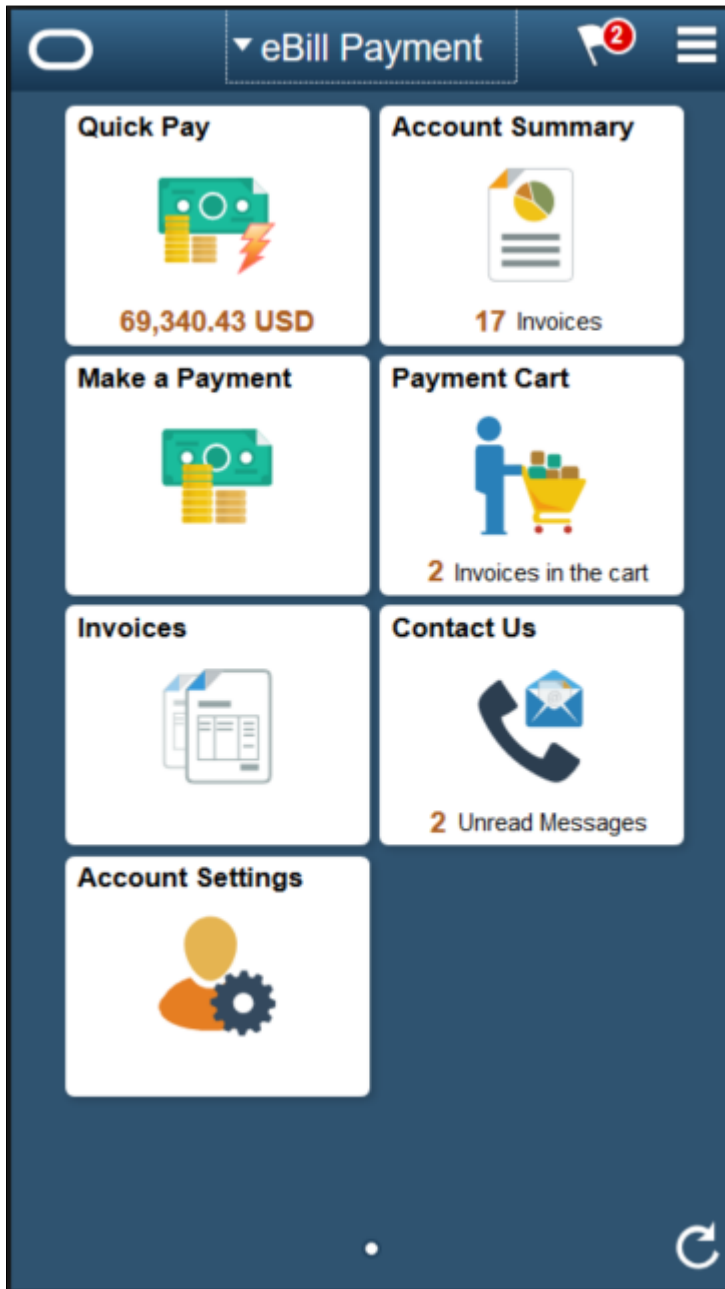 eBill Payment
2
Quick Pay
69,340.43 USD
Account Summary
17 Invoices
Make a Payment
Payment Cart
2 Invoices in the cart
Invoices
Contact Us
@
2 Unread Messages
Account Settings